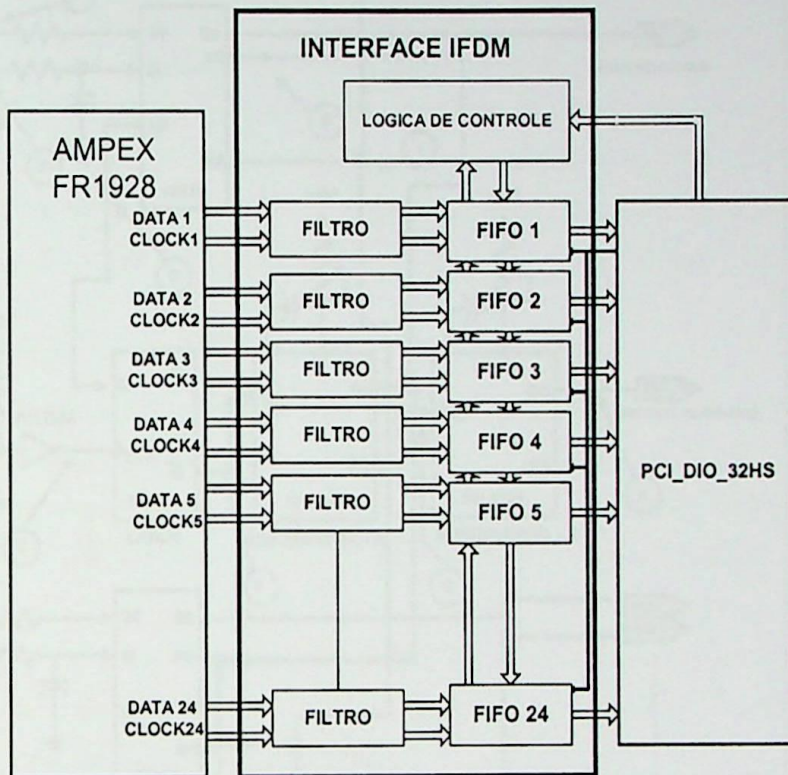 INTERFACE IFDM
LOGICA DE CONTROLE
AMPEX
FR1928
DATA 1
CLOCK1
FILTRO
FIFO 1
DATA 2
CLOCK2
FILTRO
FIFO 2
DATA 3
CLOCK3
FILTRO
FIFO 3
DATA 4
CLOCK4
FILTRO
FIFO 4
DATA 5
CLOCK5
FILTRO
FIFO 5
DATA 24
CLOCK24
FILTRO
FIFO 24
PCI_DIO_32HS